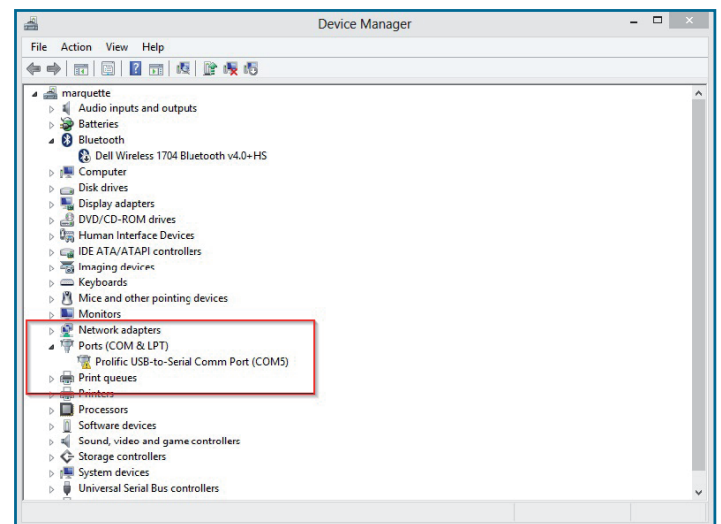 Device Manager
File Action View Help
marquette
Audio inputs and outputs
Batteries
Bluetooth
Dell Wireless 1704 Bluetooth v4.0+HS
Computer
Disk drives
Display adapters
DVD/CD-ROM drives
Human Interface Devices
IDE ATA/ATAPI controllers
Imaging devices
Keyboards
Mice and other pointing devices
Monitors
Network adapters
Ports (COM & LPT)
Prolific USB-to-Serial Comm Port (COM5)
Print queues
Printers
Processors
Software devices
Sound, video and game controllers
Storage controllers
System devices
Universal Serial Bus controllers